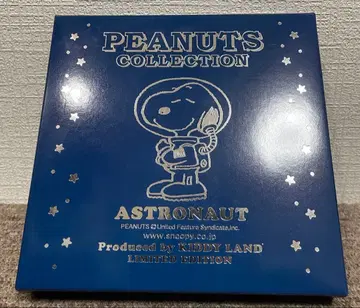 PEANUTS
COLLECTION
ASTRONAUT
PEANUTS © United Feature Syndicate, Inc.
www.snoopy.co.jp
Produced by KIDDY LAND
LIMITED EDITION